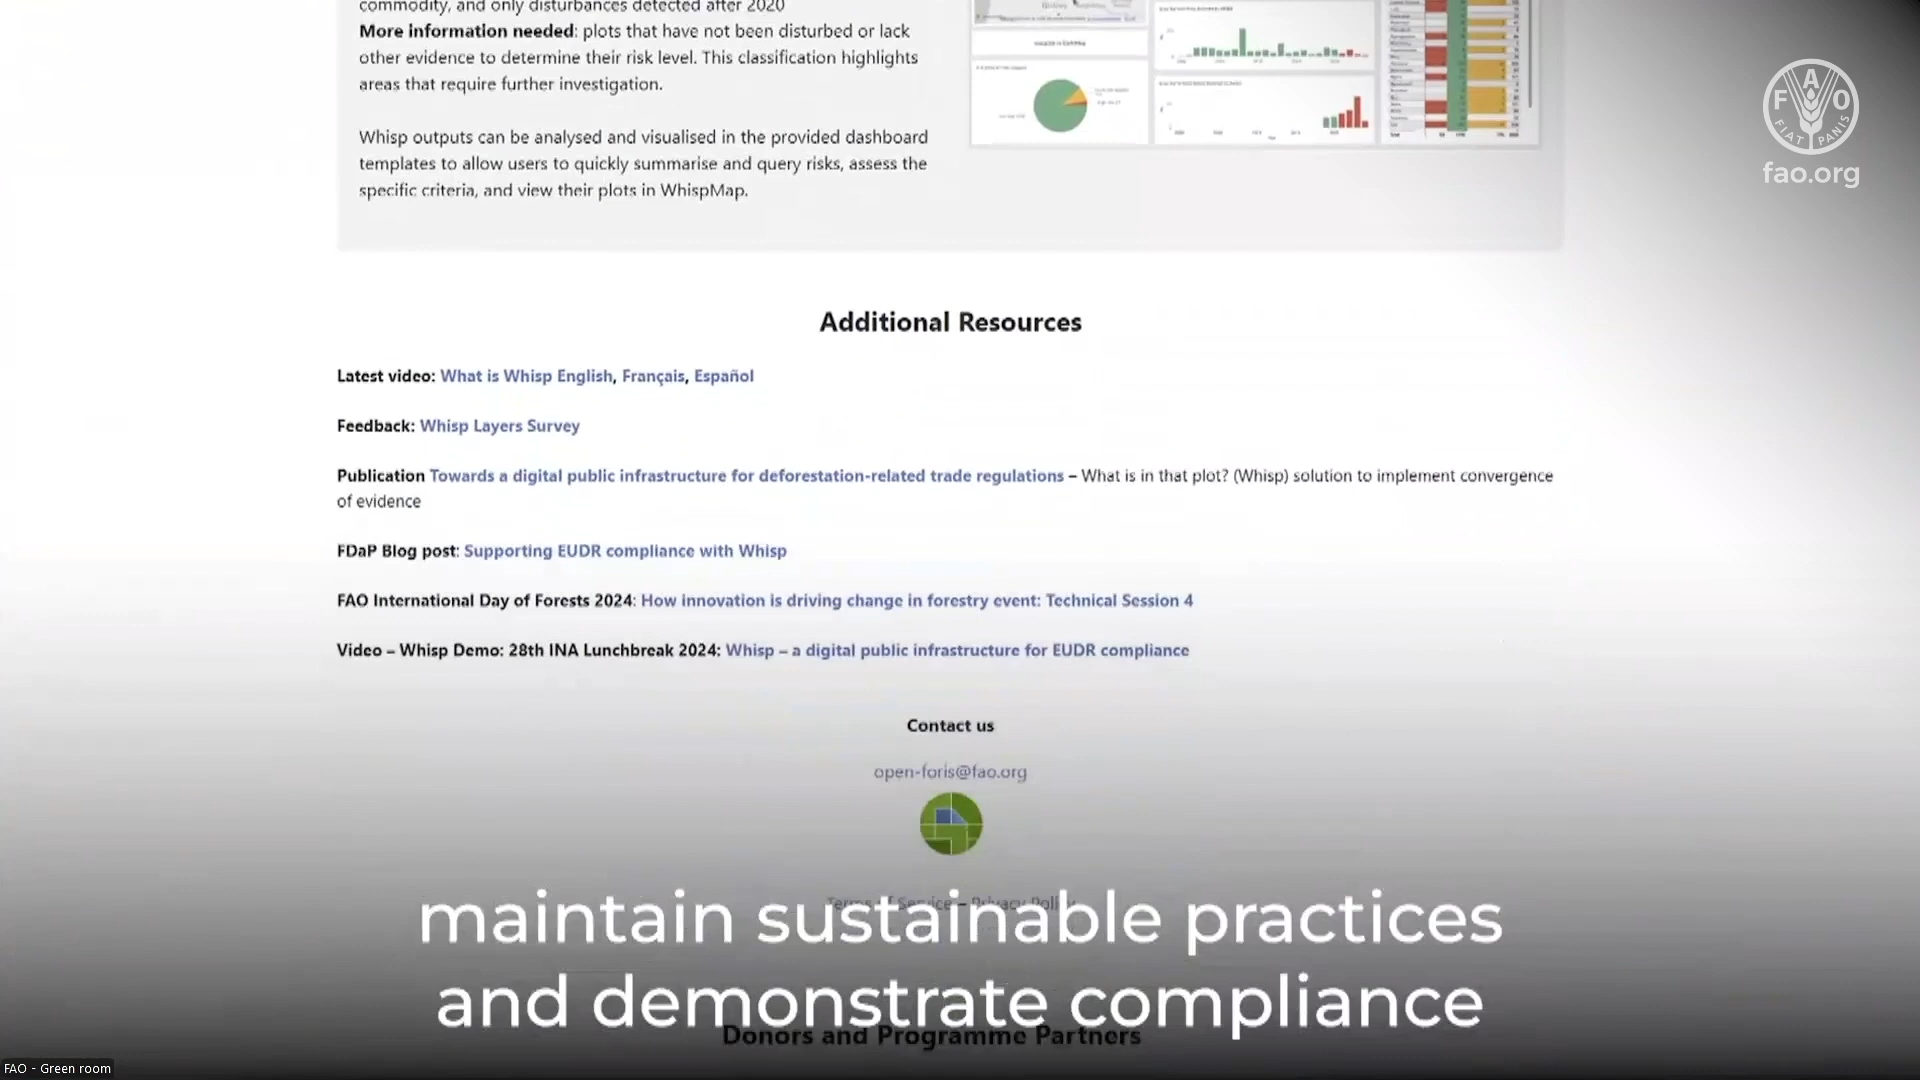 commodity, and only disturbances detected after 2020
More information needed: plots that have not been disturbed or lack
other evidence to determine their risk level. This classification highlights
areas that require further investigation.
Whisp outputs can be analysed and visualised in the provided dashboard
templates to allow users to quickly summarise and query risks, assess the
specific criteria, and view their plots in WhispMap.
F A O
FIAT PANIS
fao.org
Additional Resources
Latest video: What is Whisp English, Français, Español
Feedback: Whisp Layers Survey
Publication Towards a digital public infrastructure for deforestation-related trade regulations – What is in that plot? (Whisp) solution to implement convergence
of evidence
FDaP Blog post: Supporting EUDR compliance with Whisp
FAO International Day of Forests 2024: How innovation is driving change in forestry event: Technical Session 4
Video – Whisp Demo: 28th INA Lunchbreak 2024: Whisp – a digital public infrastructure for EUDR compliance
Contact us
open-foris@fao.org
Terms of Service – Privacy Policy
maintain sustainable practices
and demonstrate compliance
Donors and Programme Partners
FAO - Green room